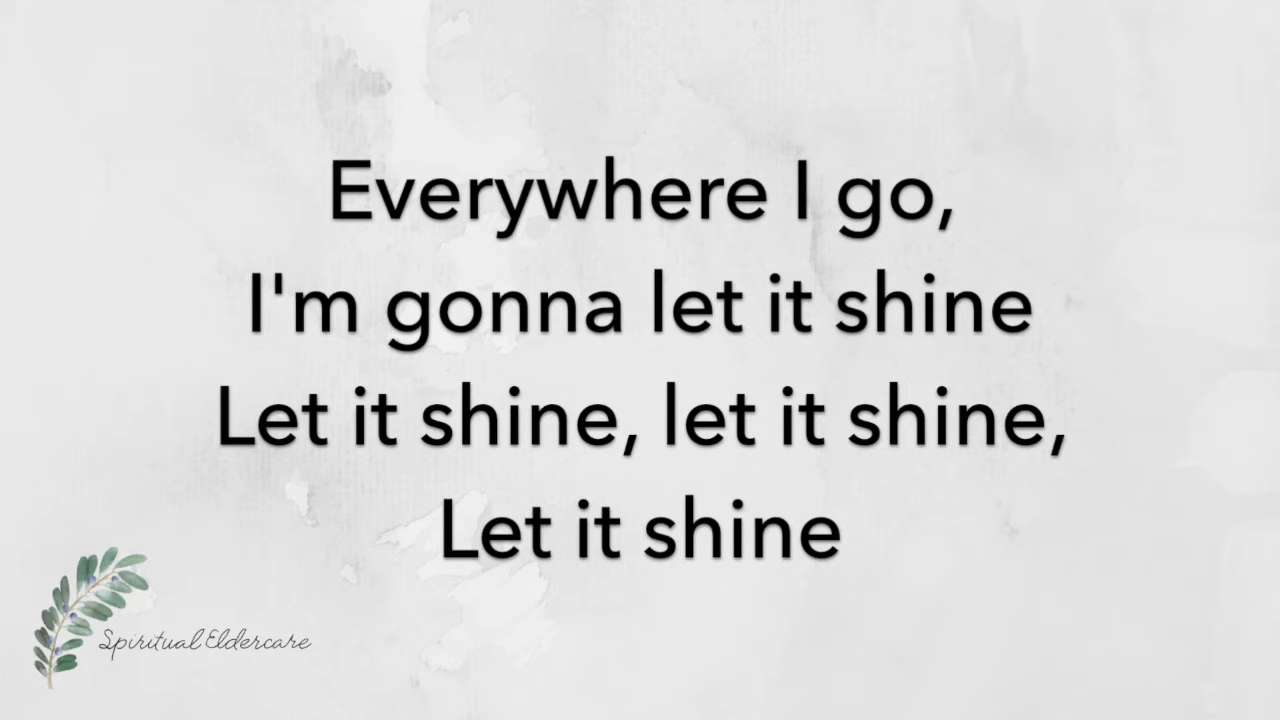 Everywhere I go,
I'm gonna let it shine
Let it shine, let it shine,
Let it shine
Spiritual Eldercare